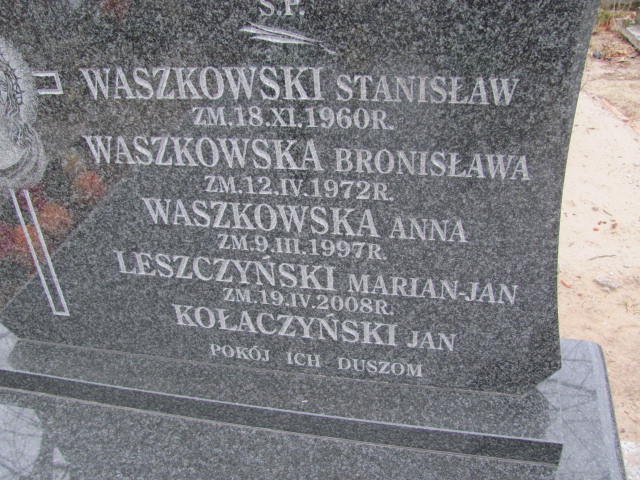 Ś.P.
WASZKOWSKI STANISŁAW
ZM.18.XI.1960R.
WASZKOWSKA BRONISŁAWA
ZM.12.IV.1972R.
WASZKOWSKA ANNA
ZM.9.III.1997R.
LESZCZYŃSKI MARIAN-JAN
ZM.19.IV.2008R.
KOŁACZYŃSKI JAN
POKÓJ ICH DUSZOM